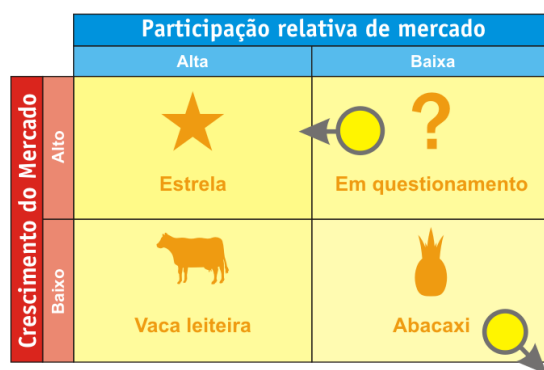 Participação relativa de mercado
Alta
Baixa
Crescimento do Mercado
Alto
Baixo
Estrela
?
Em questionamento
Vaca leiteira
Abacaxi